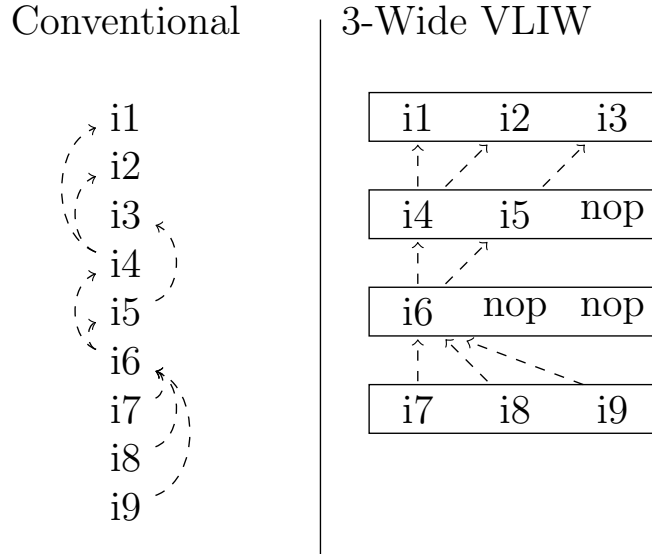 Conventional
i1
i2
i3
i4
i5
i6
i7
i8
i9
3-Wide VLIW
i1 i2 i3
i4 i5 nop
i6 nop nop
i7 i8 i9